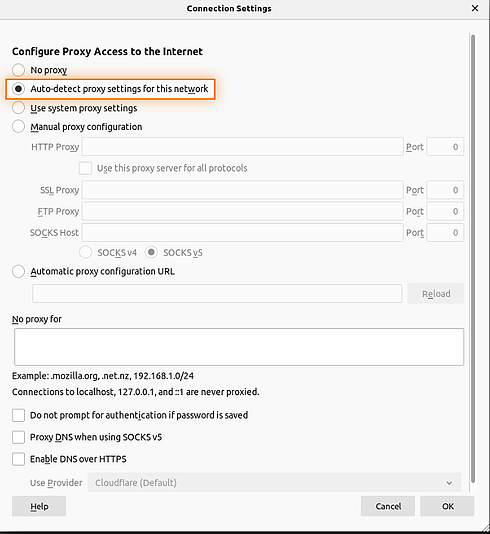 Connection Settings
Configure Proxy Access to the Internet
No proxy
Auto-detect proxy settings for this network
Use system proxy settings
Manual proxy configuration
HTTP Proxy Port 0
Use this proxy server for all protocols
SSL Proxy Port 0
FTP Proxy Port 0
SOCKS Host Port 0
SOCKS v4 SOCKS v5
Automatic proxy configuration URL
Reload
No proxy for
Example: .mozilla.org, .net.nz, 192.168.1.0/24
Connections to localhost, 127.0.0.1, and ::1 are never proxied.
Do not prompt for authentication if password is saved
Proxy DNS when using SOCKS v5
Enable DNS over HTTPS
Use Provider Cloudflare (Default)
Help Cancel OK